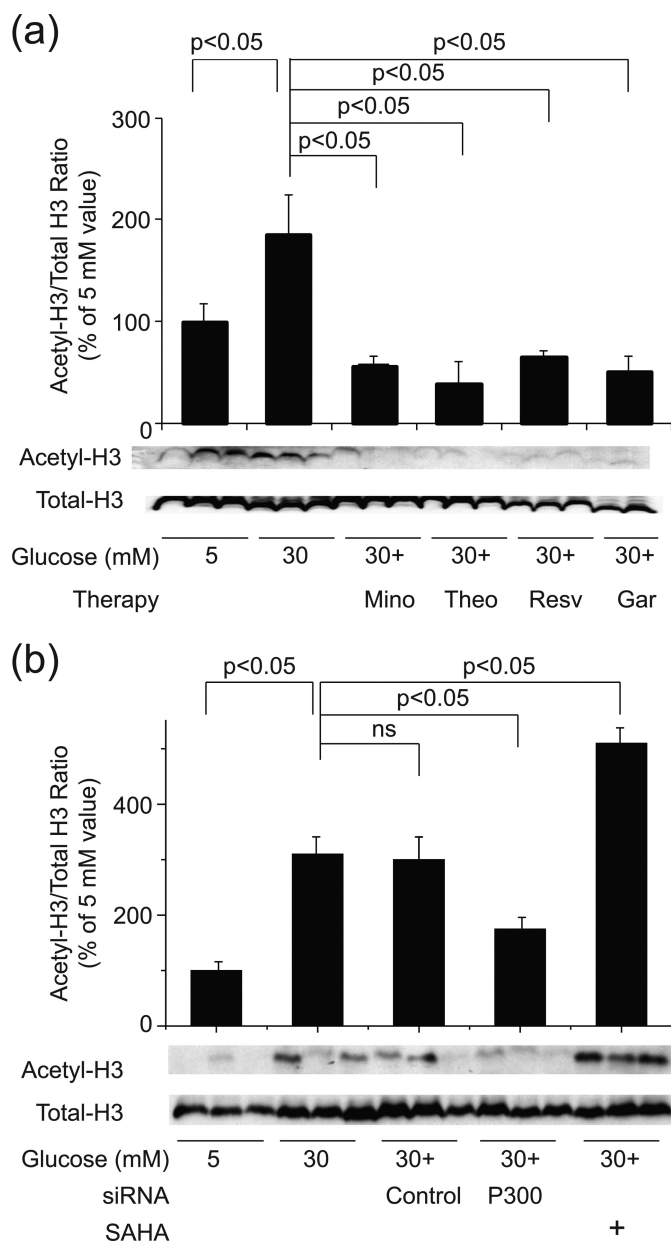 (a)
p<0.05 p<0.05
p<0.05
p<0.05
p<0.05
300
200
100
0
Acetyl-H3/Total H3 Ratio
(% of 5 mM value)
Acetyl-H3
Total-H3
Glucose (mM) 5 30 30+ 30+ 30+ 30+
Therapy Mino Theo Resv Gar
(b)
p<0.05 p<0.05
p<0.05
ns
400
200
0
Acetyl-H3/Total H3 Ratio
(% of 5 mM value)
Acetyl-H3
Total-H3
Glucose (mM) 5 30 30+ 30+ 30+
siRNA Control P300
SAHA +